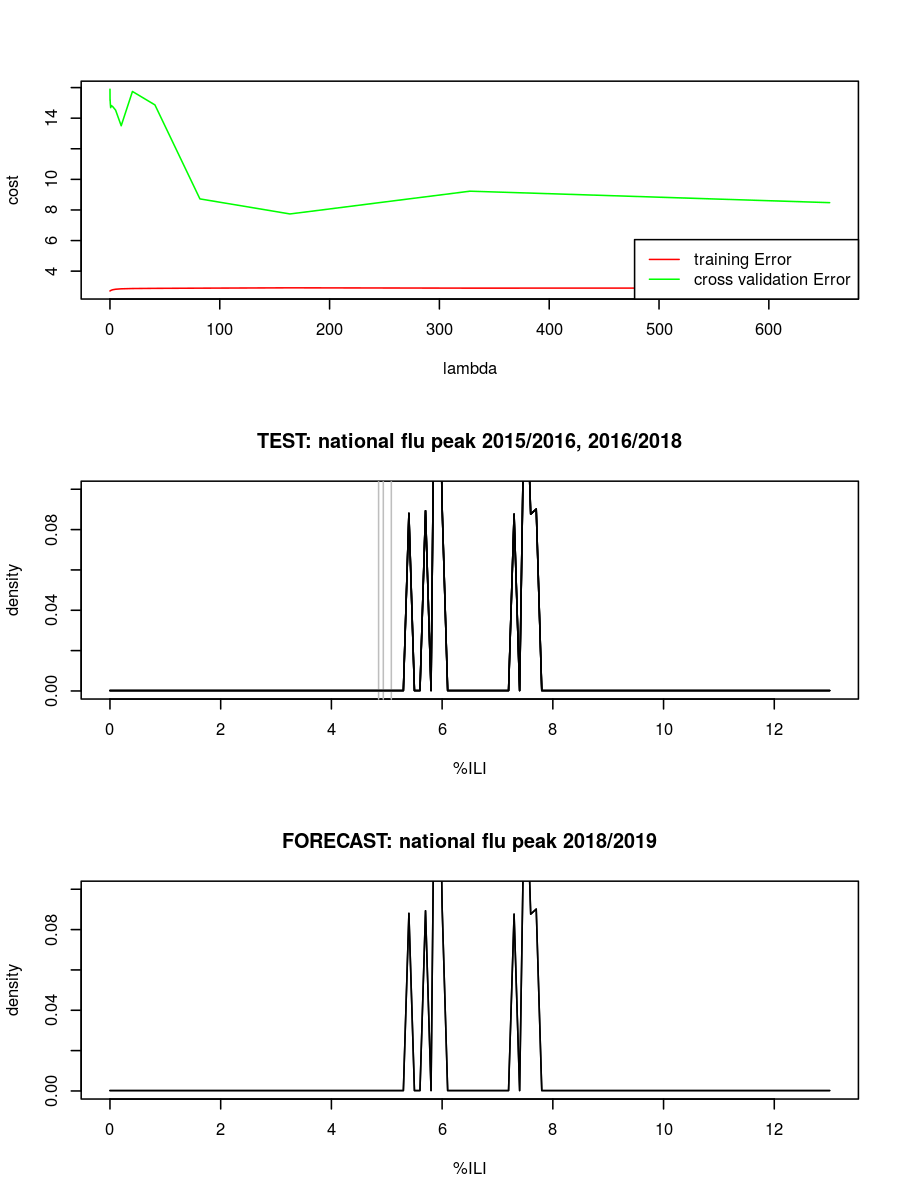 cost
14
10
8
6
4
training Error
cross validation Error
0 100 200 300 400 500 600
lambda
TEST: national flu peak 2015/2016, 2016/2018
density
0.08
0.04
0.00
0 2 4 6 8 10 12
%ILI
FORECAST: national flu peak 2018/2019
density
0.08
0.04
0.00
0 2 4 6 8 10 12
%ILI